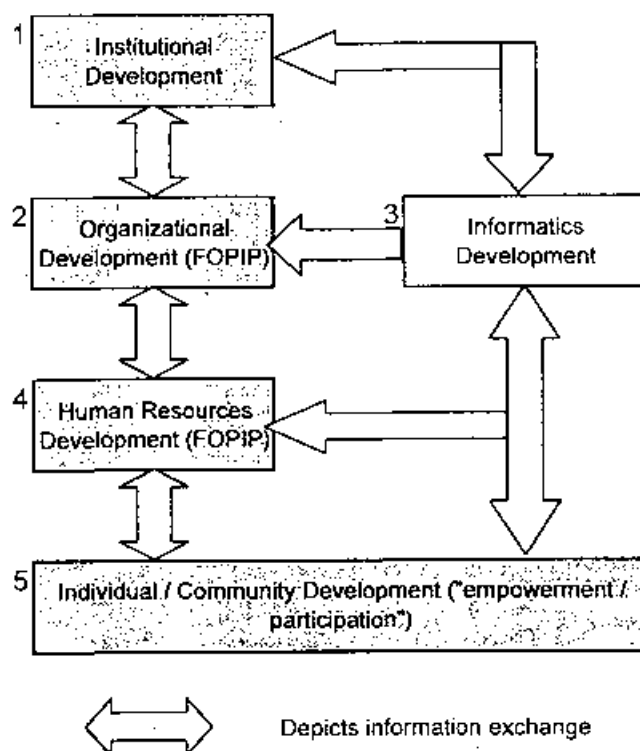 1
Institutional
Development
2
Organizational
Development (FOPIP)
3
Informatics
Development
4
Human Resources
Development (FOPIP)
5
Individual / Community Development ("empowerment /
participation")
Depicts information exchange